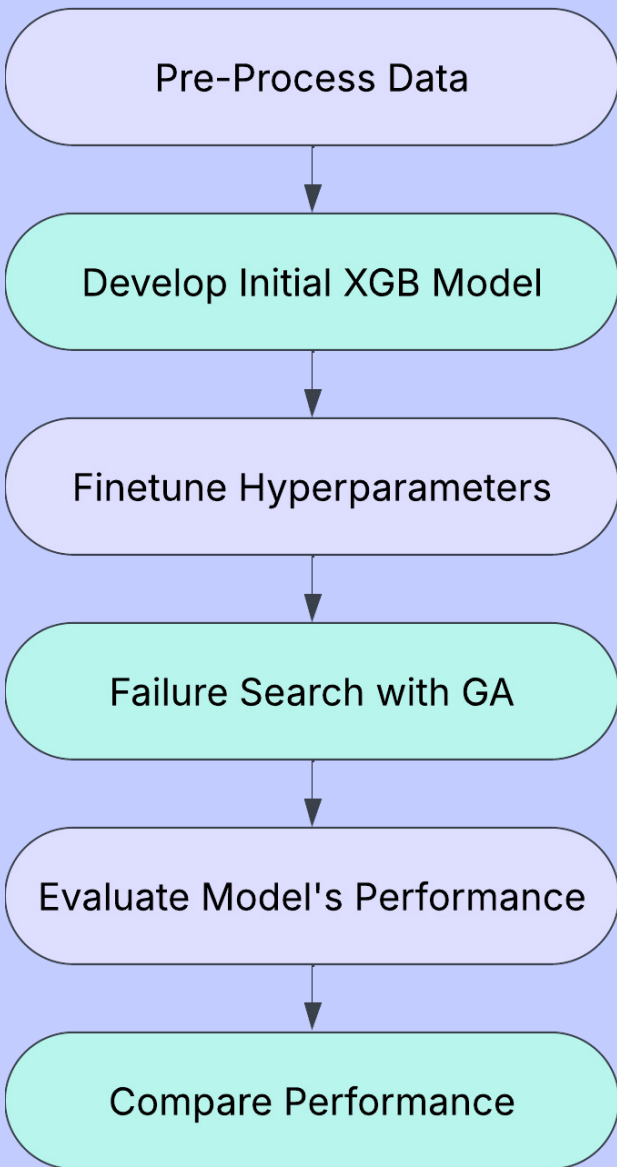 Pre-Process Data
Develop Initial XGB Model
Finetune Hyperparameters
Failure Search with GA
Evaluate Model's Performance
Compare Performance